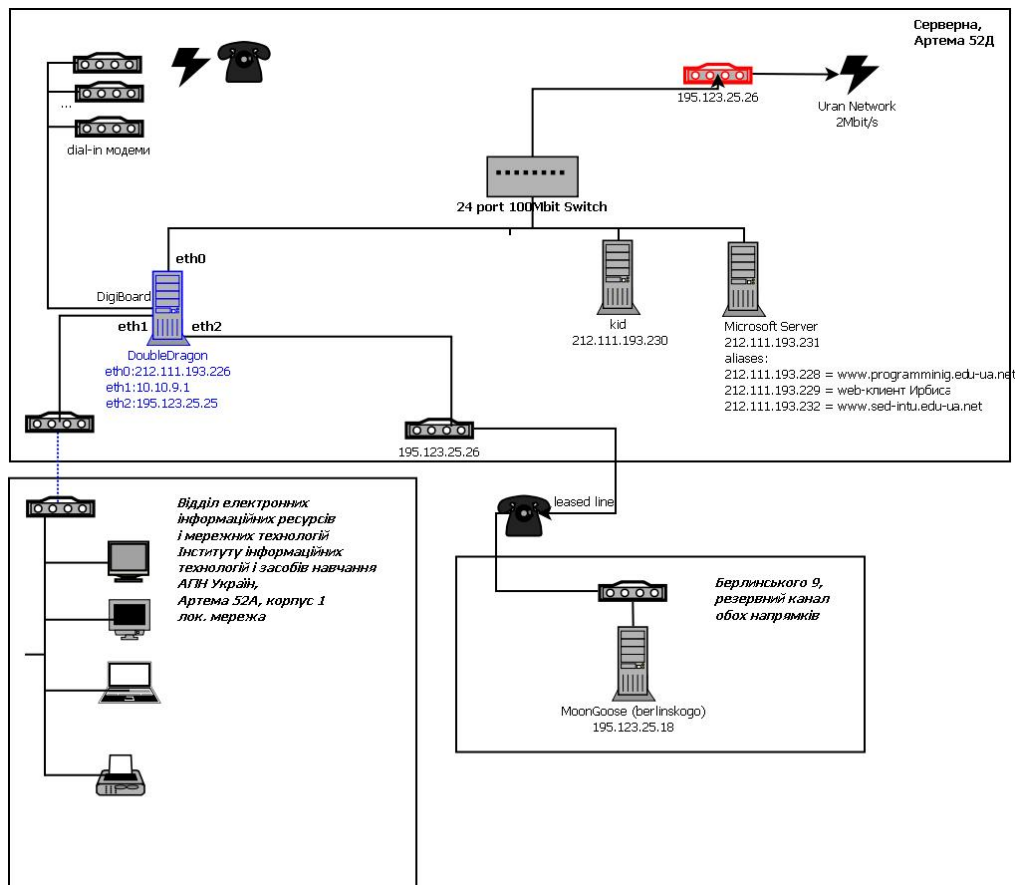 Серверна,
Артема 52Д
195.123.25.26
Uran Network
2Mbit/s
...
dial-in модеми
24 port 100Mbit Switch
eth0
DigiBoard
eth1
eth2
DoubleDragon
eth0:212.111.193.226
eth1:10.10.9.1
eth2:195.123.25.25
kid
212.111.193.230
Microsoft Server
212.111.193.231
aliases:
212.111.193.228 = www.programminig.edu-ua.net
212.111.193.229 = web-клиент Ирбиса
212.111.193.232 = www.sed-intu.edu-ua.net
195.123.25.26
leased line
Відділ електронних
інформаційних ресурсів
і мережних технологій
Інституту інформаційних
технологій і засобів навчання
АПН Україн,
Артема 52А, корпус 1
лок. мережа
Берлинського 9,
резервний канал
обох напрямків
MoonGoose (berlinskogo)
195.123.25.18